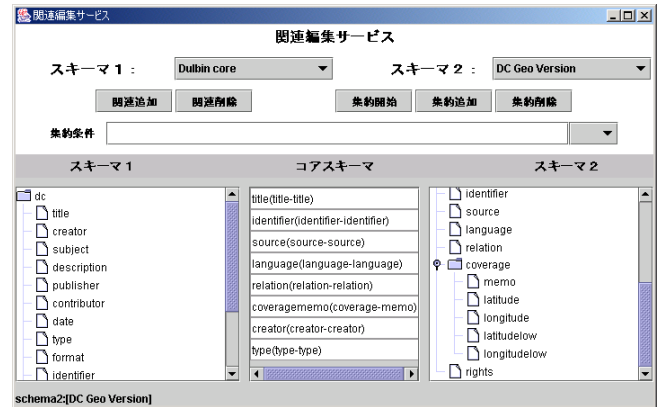 関連編集サービス
関連編集サービス
スキーマ1 : Dulbin core スキーマ2 : DC Geo Version
関連追加 関連削除 集約開始 集約追加 集約削除
集約条件
スキーマ1 コアスキーマ スキーマ2
dc
title
creator
subject
description
publisher
contributor
date
type
format
identifier
title(title-title)
identifier(identifier-identifier)
source(source-source)
language(language-language)
relation(relation-relation)
coveragememo(coverage-memo)
creator(creator-creator)
type(type-type)
identifier
source
language
relation
coverage
memo
latitude
longitude
latitudelow
longitudelow
rights
schema2:[DC Geo Version]